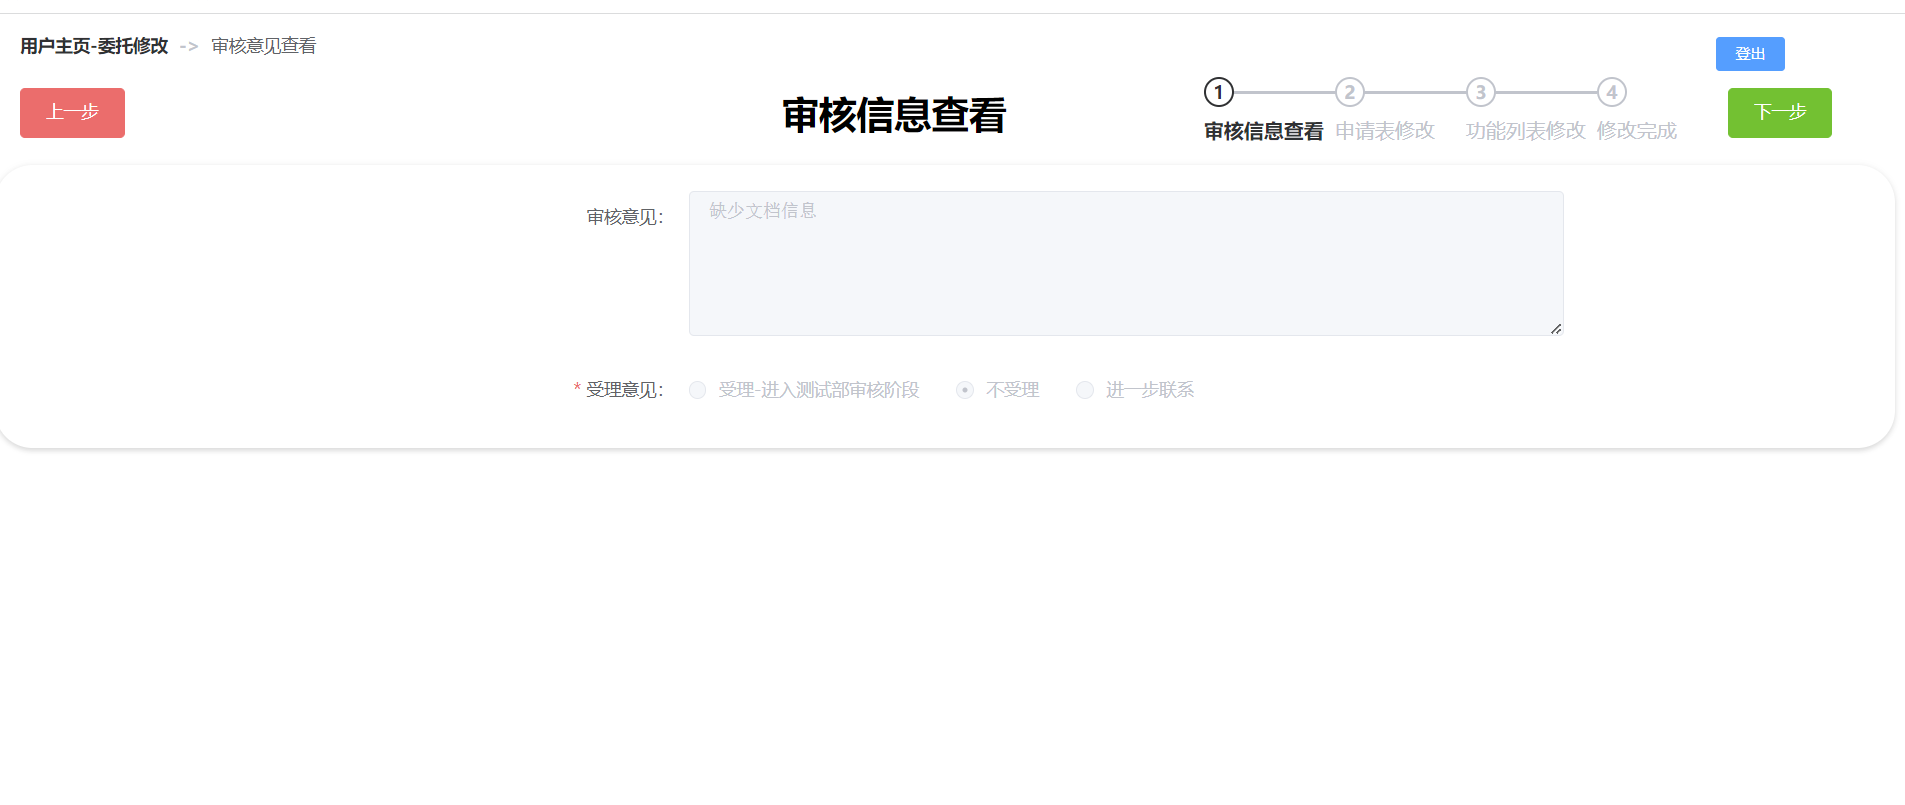 用户主页-委托修改 -> 审核意见查看
登出
上一步
审核信息查看
1 2 3 4
审核信息查看 申请表修改 功能列表修改 修改完成
下一步
审核意见： 缺少文档信息
* 受理意见： 受理-进入测试部审核阶段 不受理 进一步联系